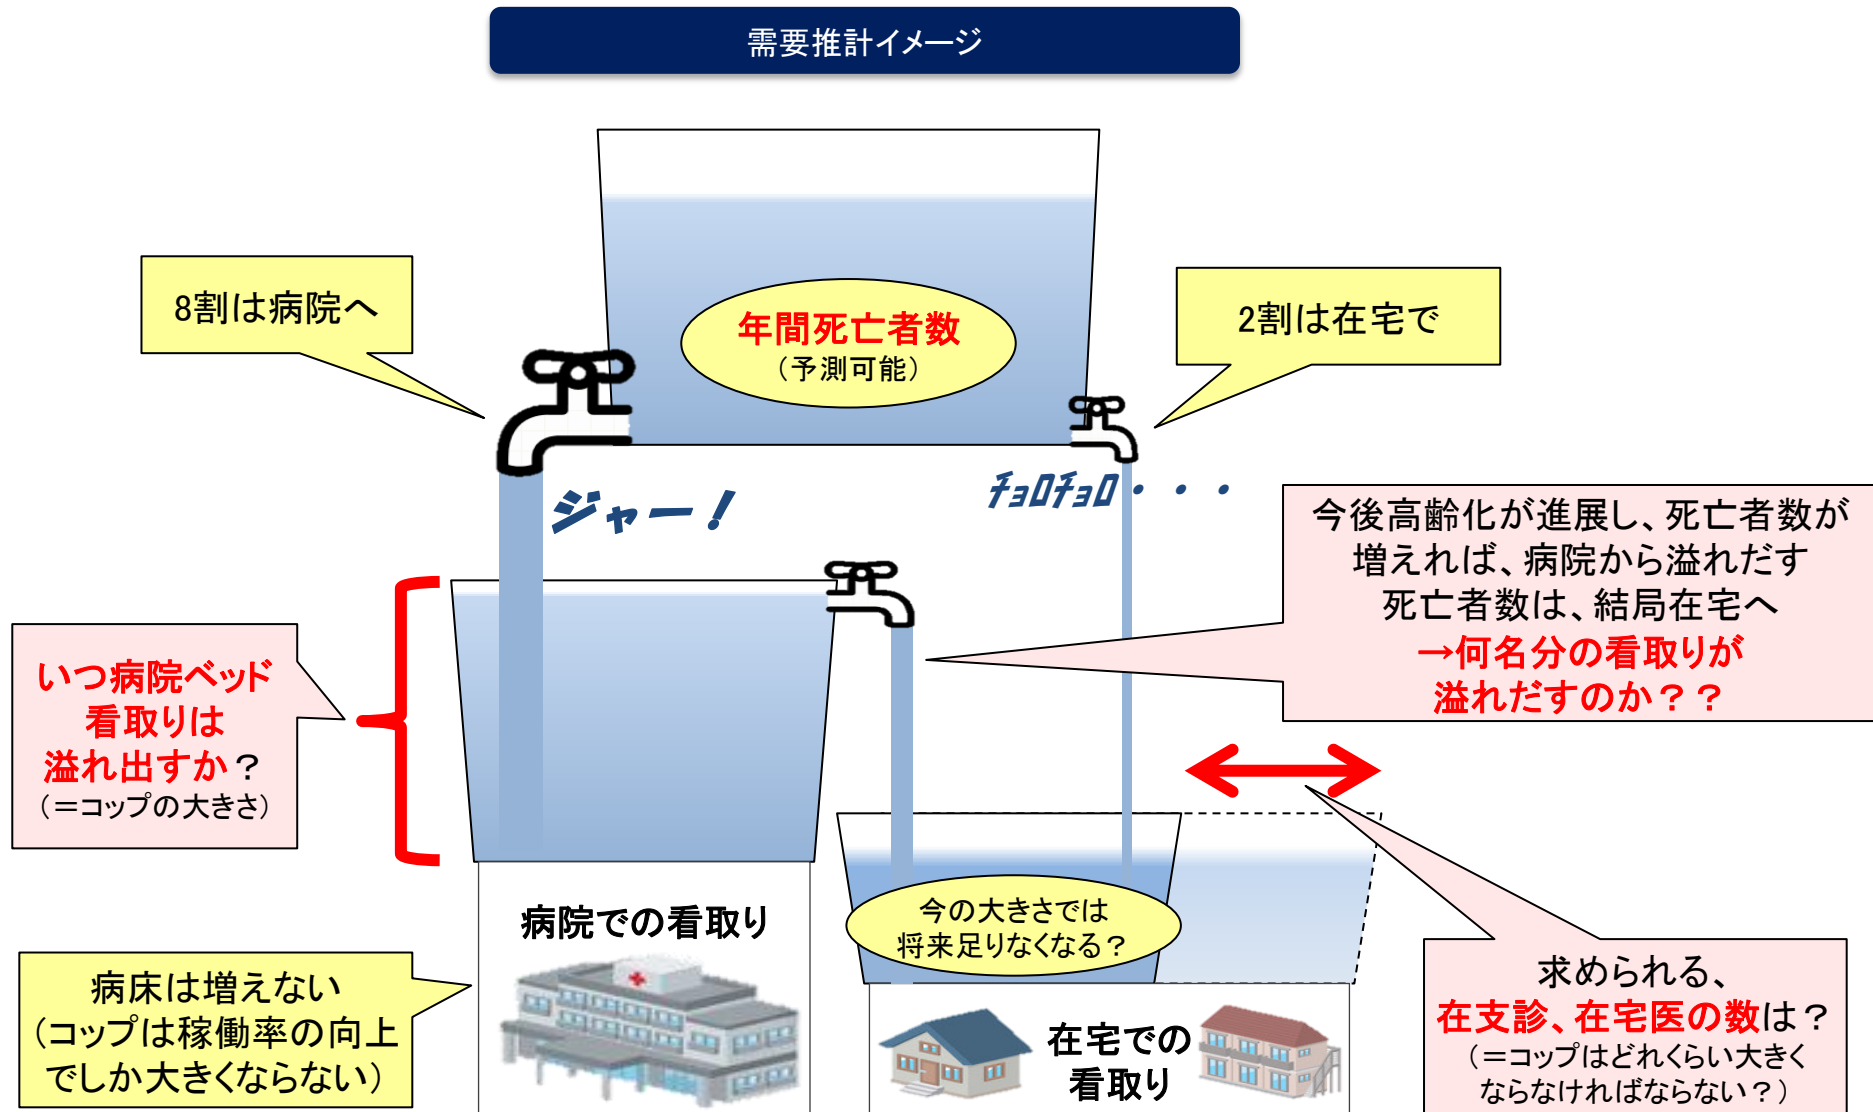 需要推計イメージ
8割は病院へ
年間死亡者数
（予測可能）
2割は在宅で
ジャー！
ﾁｮﾛﾁｮﾛ・・・
今後高齢化が進展し、死亡者数が
増えれば、病院から溢れだす
死亡者数は、結局在宅へ
→何名分の看取りが
溢れだすのか？？
いつ病院ベッド
看取りは
溢れ出すか？
（＝コップの大きさ）
病院での看取り
今の大きさでは
将来足りなくなる？
病床は増えない
（コップは稼働率の向上
でしか大きくならない）
在宅での
看取り
求められる、
在支診、在宅医の数は？
（＝コップはどれくらい大きく
ならなければならない？）